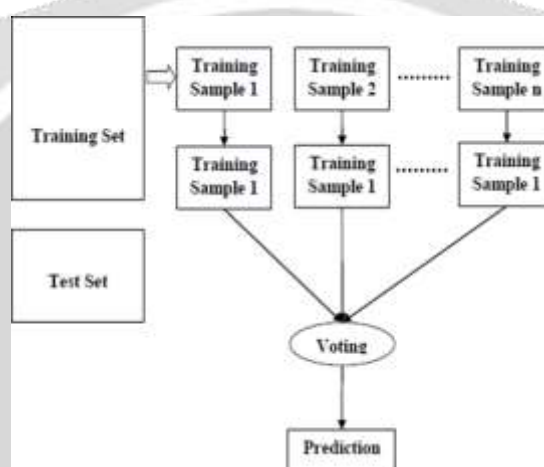 Training Set
Test Set
Training
Sample 1
Training
Sample 2
Training
Sample n
Training
Sample 1
Training
Sample 1
Training
Sample 1
Voting
Prediction